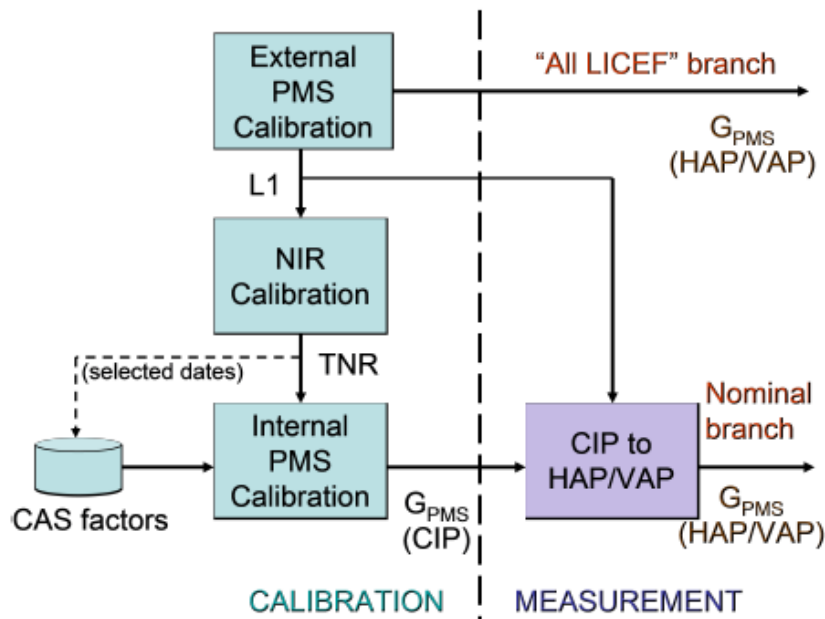 External
PMS
Calibration
“All LICEF” branch
GPMS
(HAP/VAP)
L1
NIR
Calibration
TNR
(selected dates)
Internal
PMS
Calibration
CAS factors
GPMS
(CIP)
CIP to
HAP/VAP
Nominal
branch
GPMS
(HAP/VAP)
CALIBRATION
MEASUREMENT